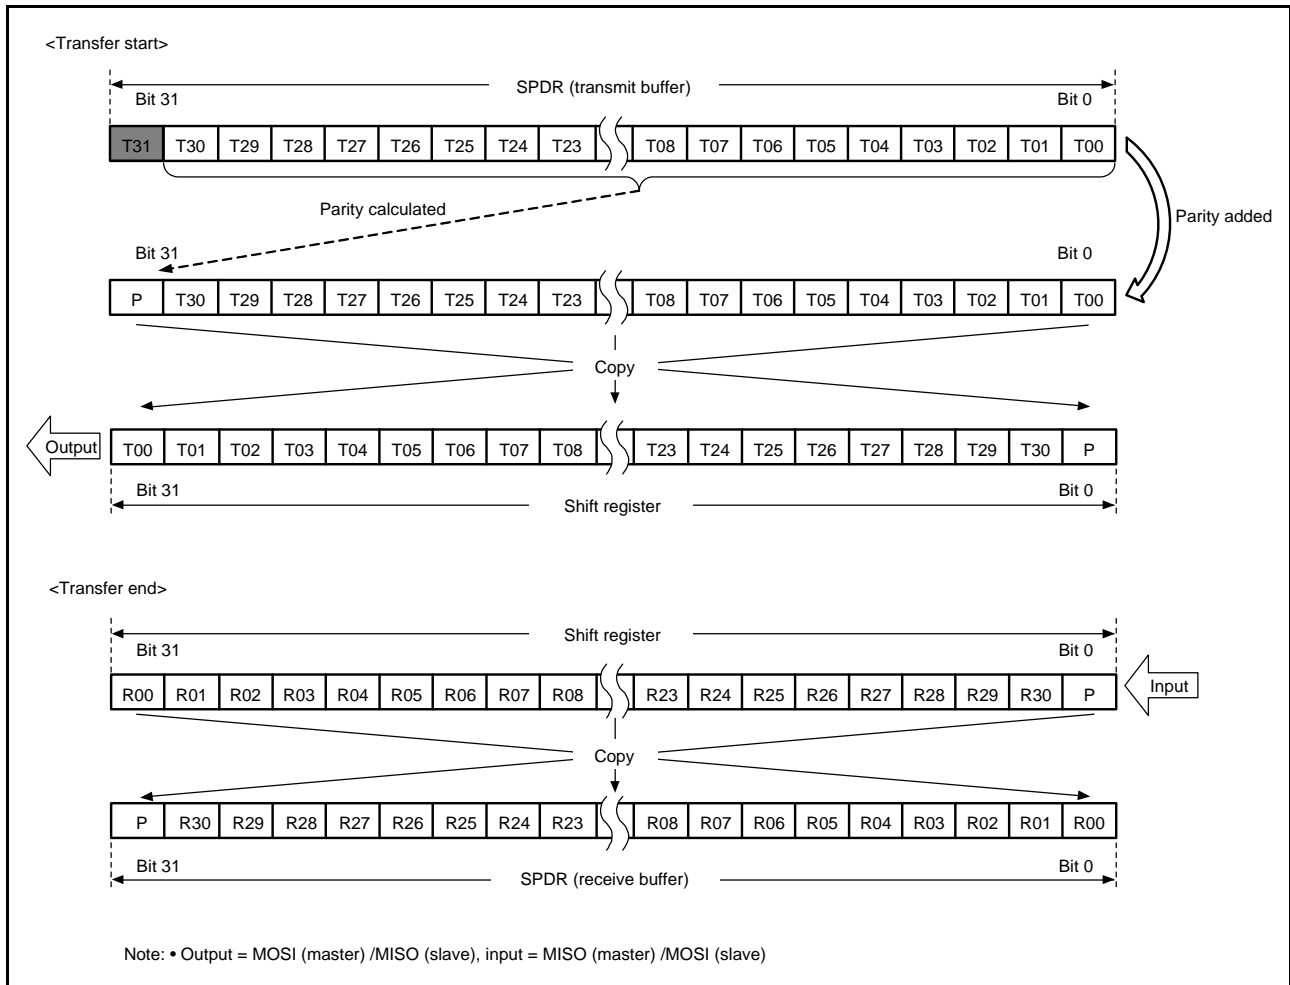 <Transfer start>
SPDR (transmit buffer)
Bit 31 Bit 0
T31 T30 T29 T28 T27 T26 T25 T24 T23 T08 T07 T06 T05 T04 T03 T02 T01 T00
Parity calculated
Parity added
Bit 31 Bit 0
P T30 T29 T28 T27 T26 T25 T24 T23 T08 T07 T06 T05 T04 T03 T02 T01 T00
Copy
Output T00 T01 T02 T03 T04 T05 T06 T07 T08 T23 T24 T25 T26 T27 T28 T29 T30 P
Bit 31 Bit 0
Shift register
<Transfer end>
Shift register
Bit 31 Bit 0
R00 R01 R02 R03 R04 R05 R06 R07 R08 R23 R24 R25 R26 R27 R28 R29 R30 P Input
Copy
P R30 R29 R28 R27 R26 R25 R24 R23 R08 R07 R06 R05 R04 R03 R02 R01 R00
Bit 31 Bit 0
SPDR (receive buffer)
Note: • Output = MOSI (master) /MISO (slave), input = MISO (master) /MOSI (slave)